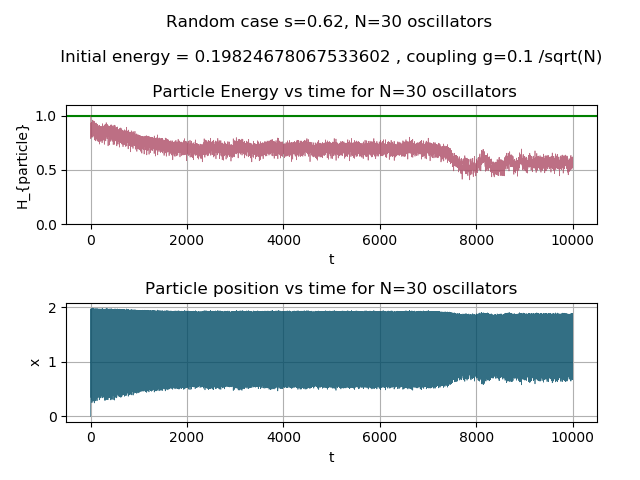 Random case s=0.62, N=30 oscillators
Initial energy = 0.19824678067533602 , coupling g=0.1 /sqrt(N)
Particle Energy vs time for N=30 oscillators
1.0
0.5
0.0
H_{particle}
0 2000 4000 6000 8000 10000
t
Particle position vs time for N=30 oscillators
2
1
0
x
0 2000 4000 6000 8000 10000
t